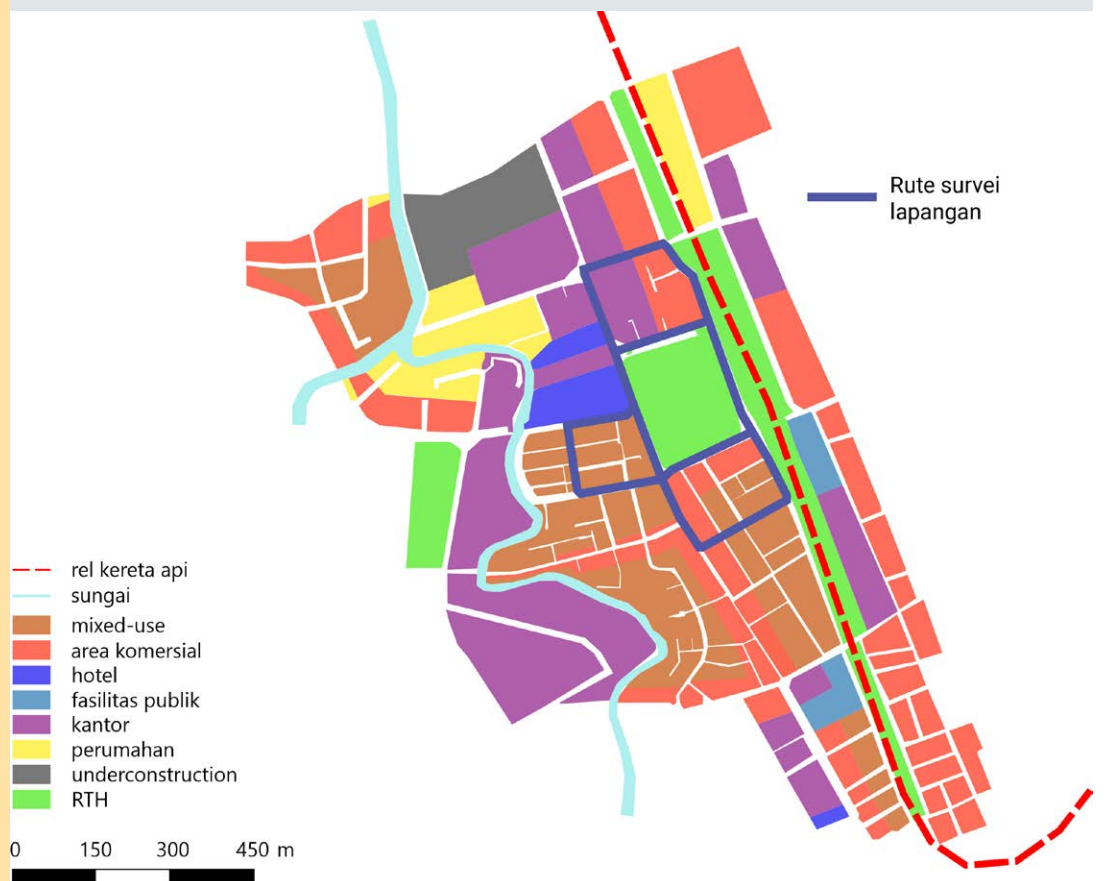 Rute survei
lapangan
rel kereta api
sungai
mixed-use
area komersial
hotel
fasilitas publik
kantor
perumahan
underconstruction
RTH
0 150 300 450 m